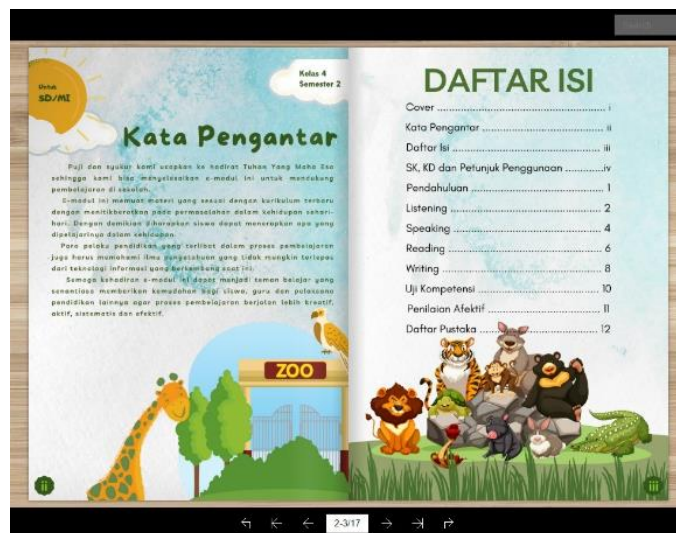 Search
Untuk
SD/MI
Kelas 4
Semester 2
Kata Pengantar
Puji dan syukur kami ucapkan ke hadirat Tuhan Yang Maha Esa
sehingga kami bisa menyelesaikan e-modul ini untuk mendukung
pembelajaran di sekolah.
E-modul ini memuat materi yang sesuai dengan kurikulum terbaru
dengan menitikberatkan pada permasalahan dalam kehidupan sehari-
hari. Dengan demikian diharapkan siswa dapat menerapkan apa yang
dipelajarinya dalam kehidupan.
Para pelaku pendidikan yang terlibat dalam proses pembelajaran
juga harus memahami ilmu pengetahuan yang tidak mungkin terlepas
dari teknologi informasi yang berkembang saat ini.
Semoga kehadiran e-modul ini dapat menjadi teman belajar yang
senantiasa memberikan kemudahan bagi siswa, guru dan pelaksana
pendidikan lainnya agar proses pembelajaran berjalan lebih kreatif,
aktif, sistematis dan efektif.
ZOO
ii
DAFTAR ISI
Cover ........................................................ i
Kata Pengantar ........................................ ii
Daftar Isi ................................................... iii
SK, KD dan Petunjuk Penggunaan ............iv
Pendahuluan ............................................ 1
Listening ................................................... 2
Speaking ................................................... 4
Reading .................................................... 6
Writing ...................................................... 8
Uji Kompetensi ........................................ 10
Penilaian Afektif ...................................... 11
Daftar Pustaka ........................................ 12
iii
2-3/17